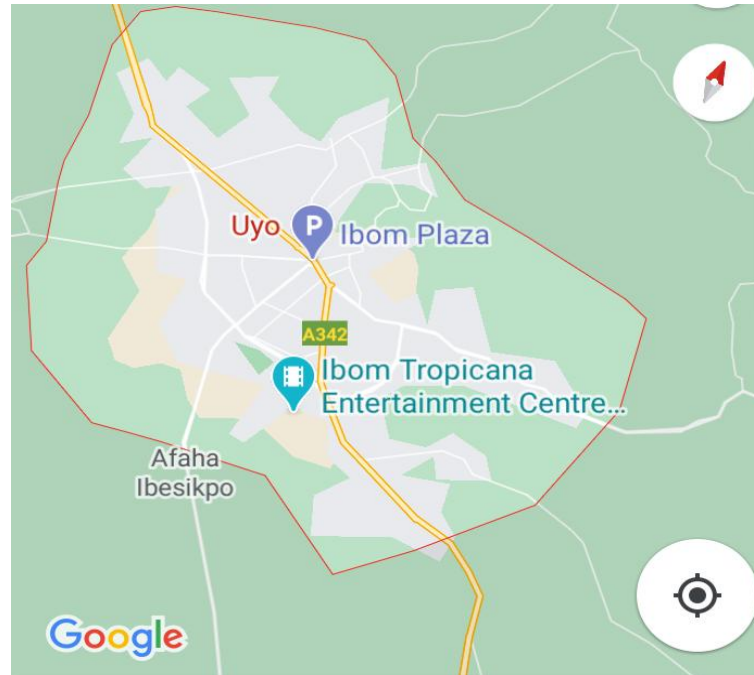 Uyo
P
Ibom Plaza
A342
Ibom Tropicana
Entertainment Centre...
Afaha
Ibesikpo
Google